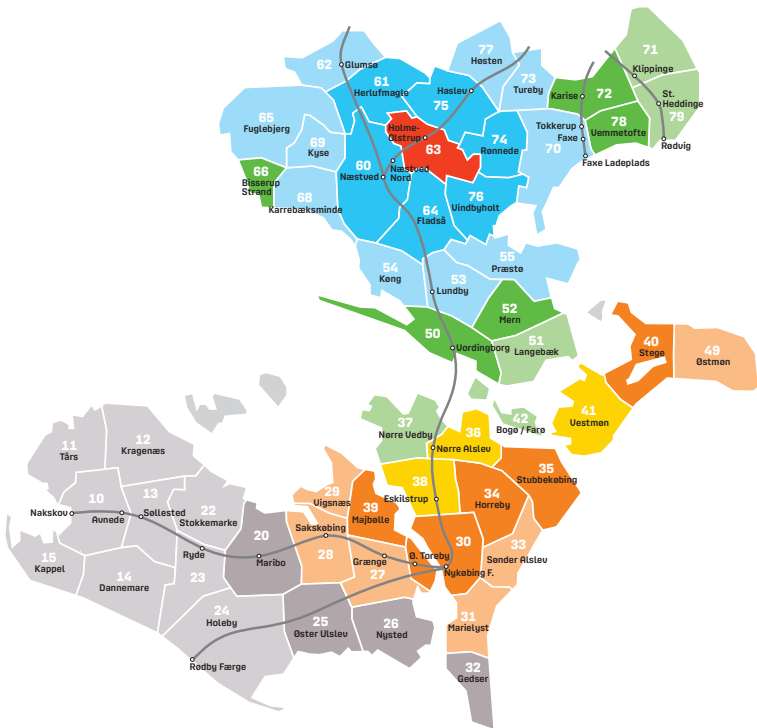 62
Glumsø
77
Høsten
71
Klippinge
61
Herlufmagle
Haslev
75
73
Tureby
Karise
72
St.
Heddinge
79
65
Fuglebjerg
69
Kyse
Holme-
Olstrup
63
74
Rønnede
Tokkerup
Faxe
70
78
Vemmetofte
Rødvig
Faxe Ladeplads
60
Næstved
Næstved
Nord
66
Bisserup
Strand
68
Karrebæksminde
64
Fladså
76
Vindbyholt
54
Køng
53
Lundby
55
Præstø
52
Mern
50
Vordingborg
51
Langebæk
40
Stege
49
Østmøn
41
Vestmøn
42
Bogø / Farø
37
Nørre Vedby
36
Nørre Alslev
38
Eskilstrup
35
Stubbekøbing
34
Horreby
11
Tårs
12
Kragenæs
10
Nakskov
Avnede
13
Søllested
22
Stokkemarke
20
Maribo
29
Vigsnæs
39
Majbølle
Sakskøbing
28
Grænge
27
Ø. Toreby
30
Nykøbing F.
33
Sønder Alslev
15
Kappel
14
Dannemare
Ryde
23
24
Holeby
25
Øster Ulslev
26
Nysted
31
Marielyst
32
Gedser
Rødby Færge